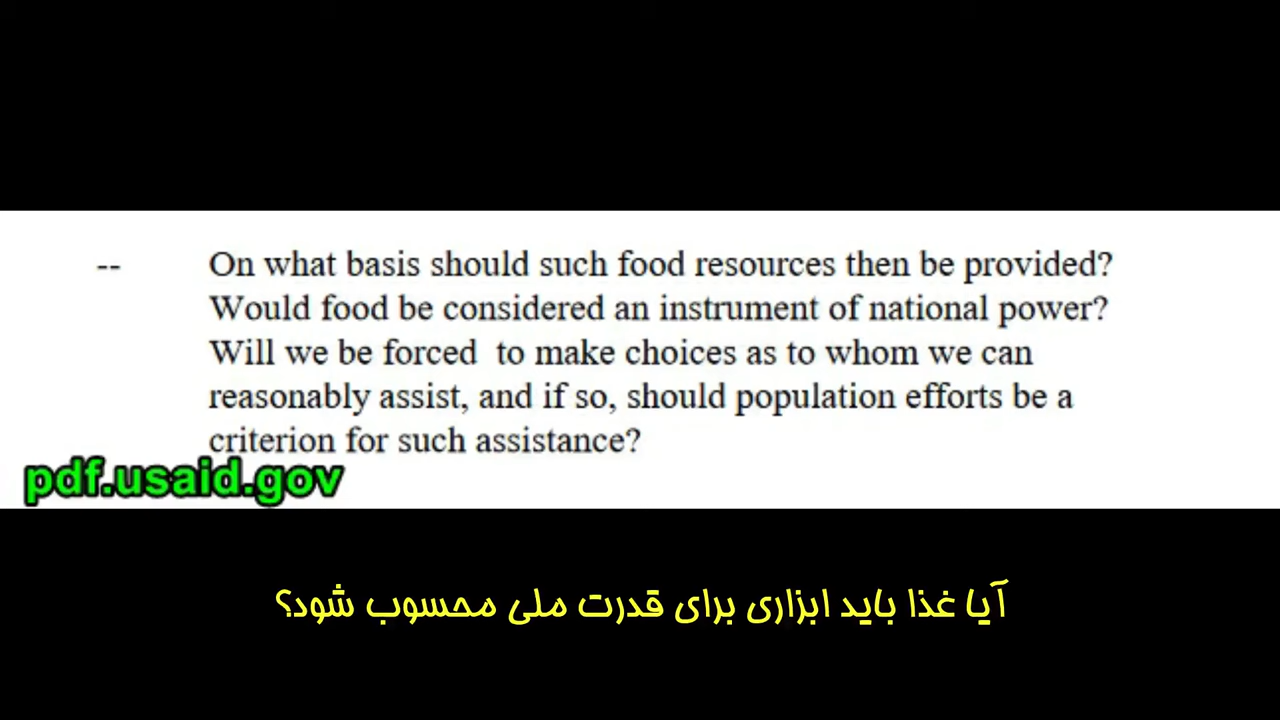 -- On what basis should such food resources then be provided?
Would food be considered an instrument of national power?
Will we be forced  to make choices as to whom we can
reasonably assist, and if so, should population efforts be a
criterion for such assistance?
pdf.usaid.gov
آیا غذا باید ابزاری برای قدرت ملی محسوب شود؟